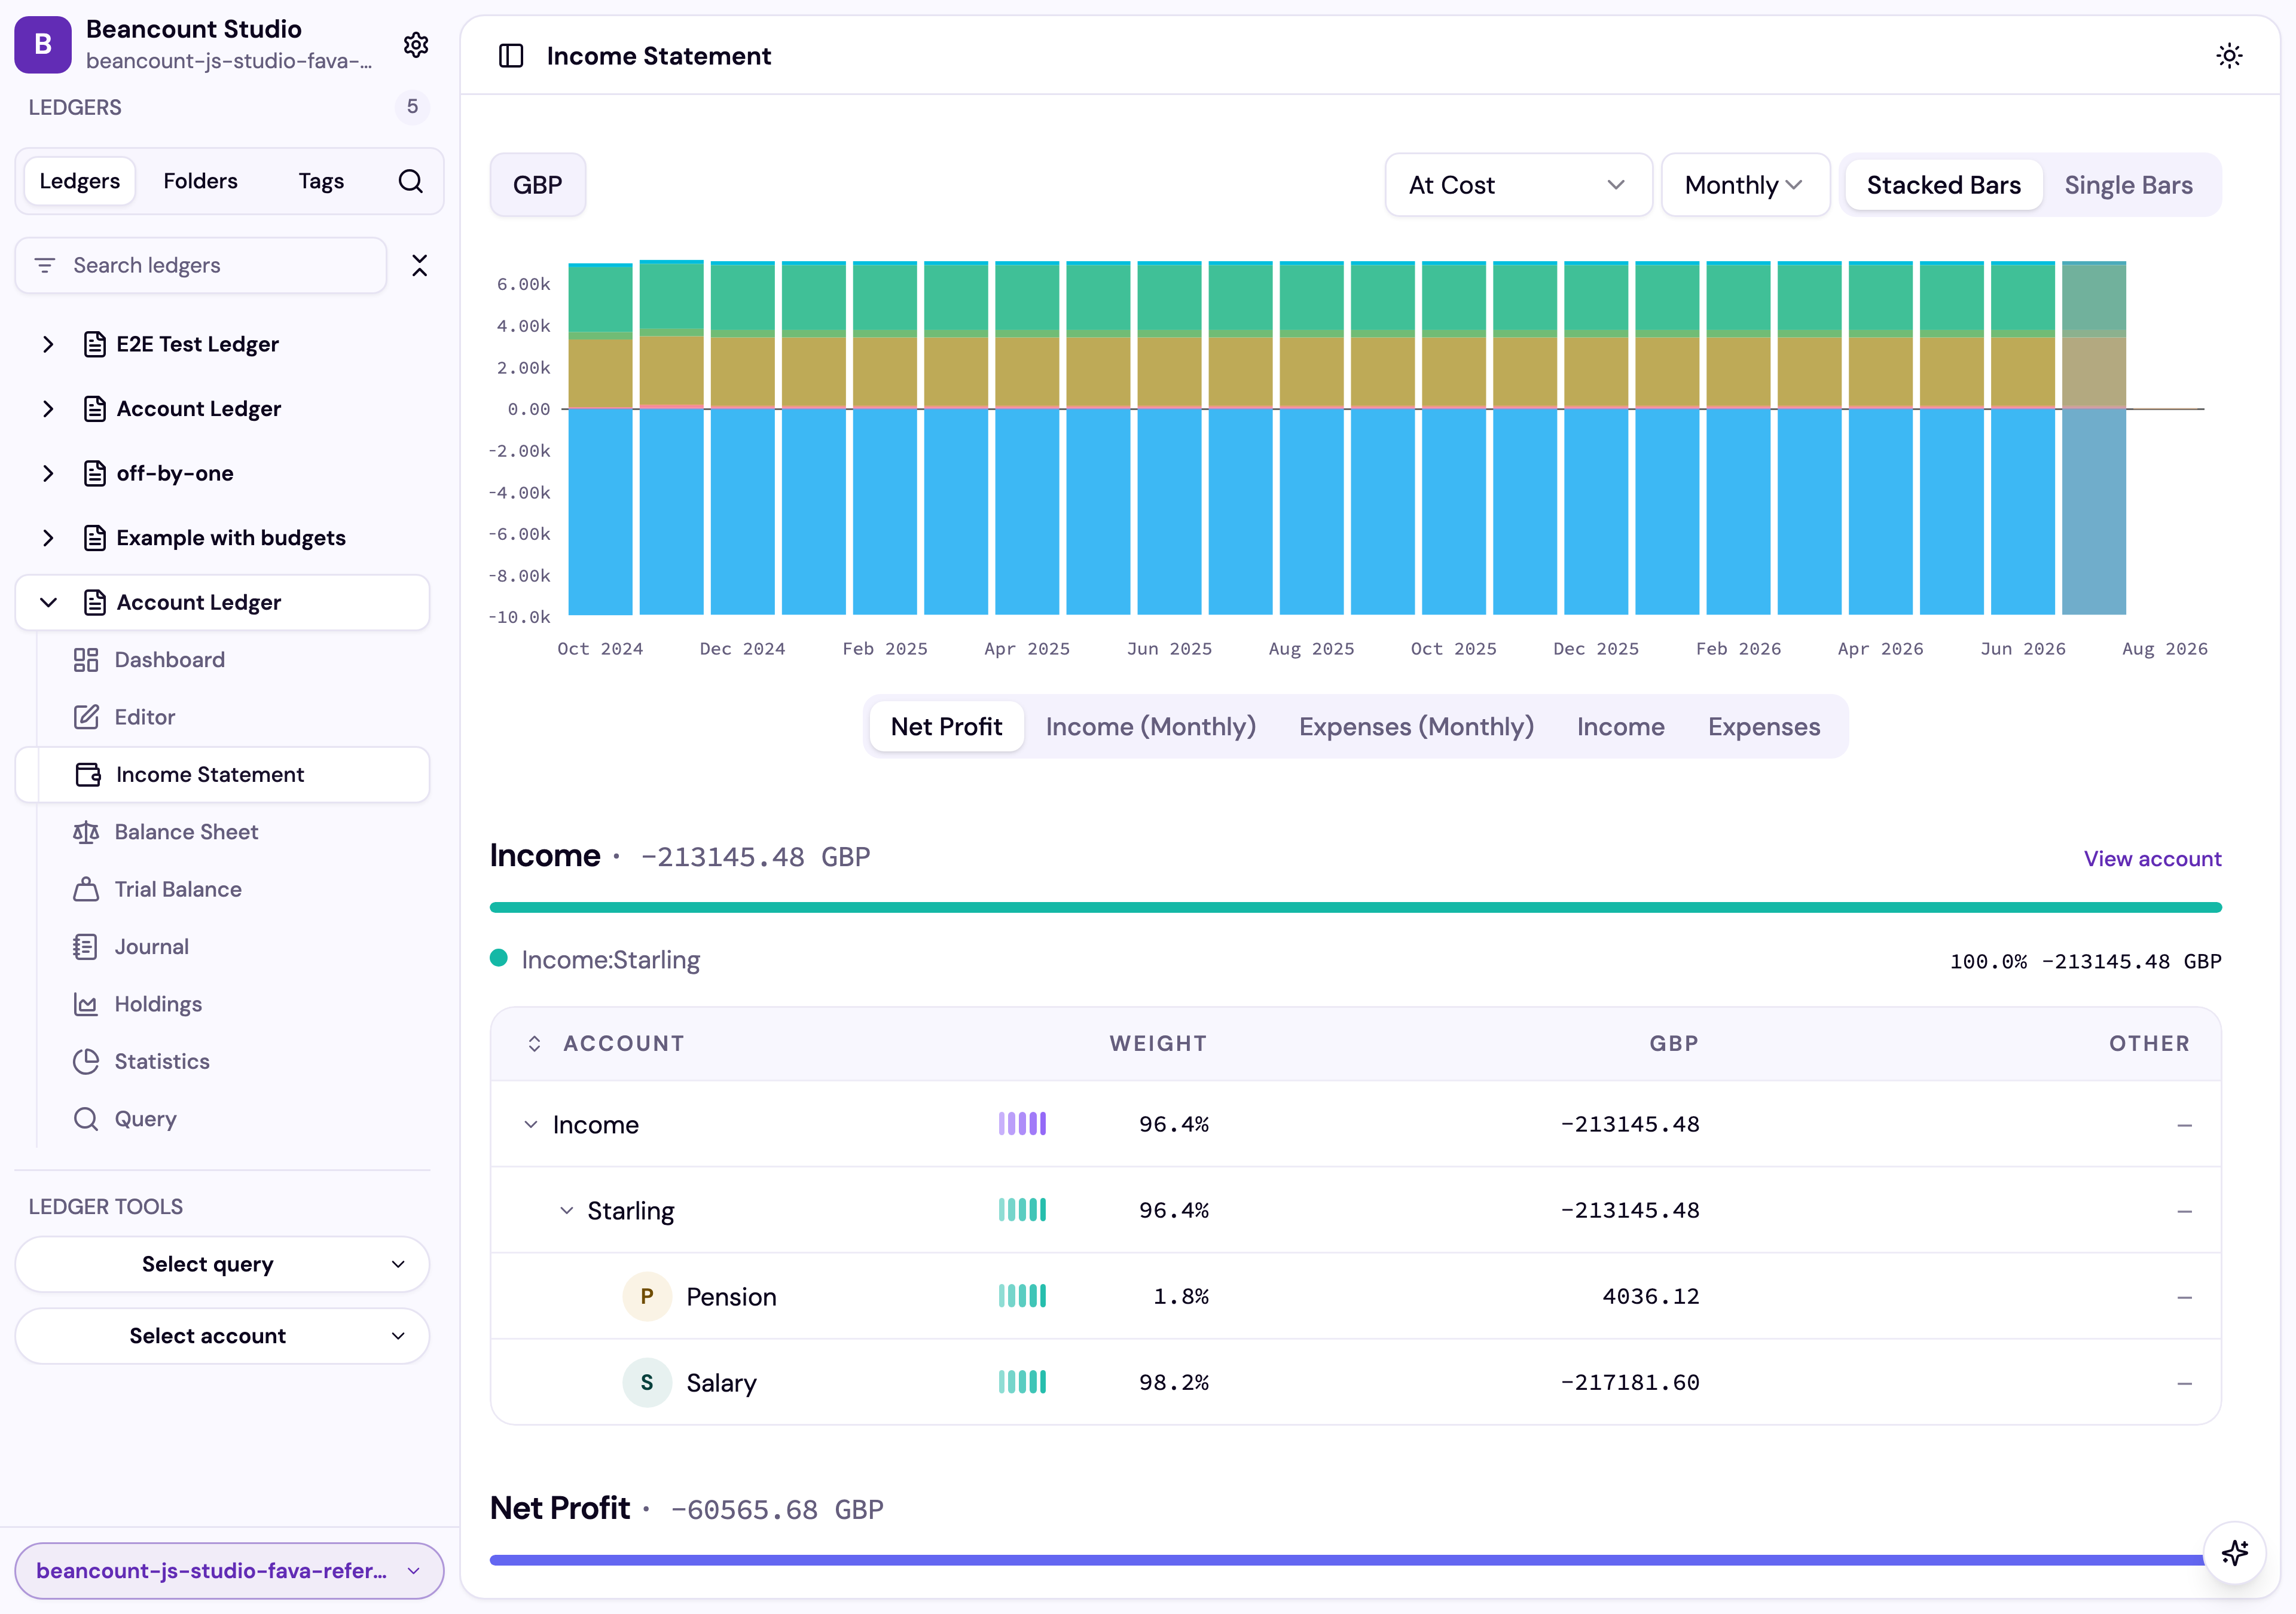 B
Beancount Studio
beancount-js-studio-fava-...
LEDGERS
5
Ledgers
Folders
Tags
Search ledgers
E2E Test Ledger
Account Ledger
off-by-one
Example with budgets
Account Ledger
Dashboard
Editor
Income Statement
Balance Sheet
Trial Balance
Journal
Holdings
Statistics
Query
LEDGER TOOLS
Select query
Select account
beancount-js-studio-fava-refer...
Income Statement
GBP
At Cost
Monthly
Stacked Bars
Single Bars
6.00k
4.00k
2.00k
0.00
-2.00k
-4.00k
-6.00k
-8.00k
-10.0k
Oct 2024 Dec 2024 Feb 2025 Apr 2025 Jun 2025 Aug 2025 Oct 2025 Dec 2025 Feb 2026 Apr 2026 Jun 2026 Aug 2026
Net Profit
Income (Monthly)
Expenses (Monthly)
Income
Expenses
Income · -213145.48 GBP
View account
Income:Starling 100.0% -213145.48 GBP
ACCOUNT WEIGHT GBP OTHER
Income 96.4% -213145.48 —
Starling 96.4% -213145.48 —
P Pension 1.8% 4036.12 —
S Salary 98.2% -217181.60 —
Net Profit · -60565.68 GBP